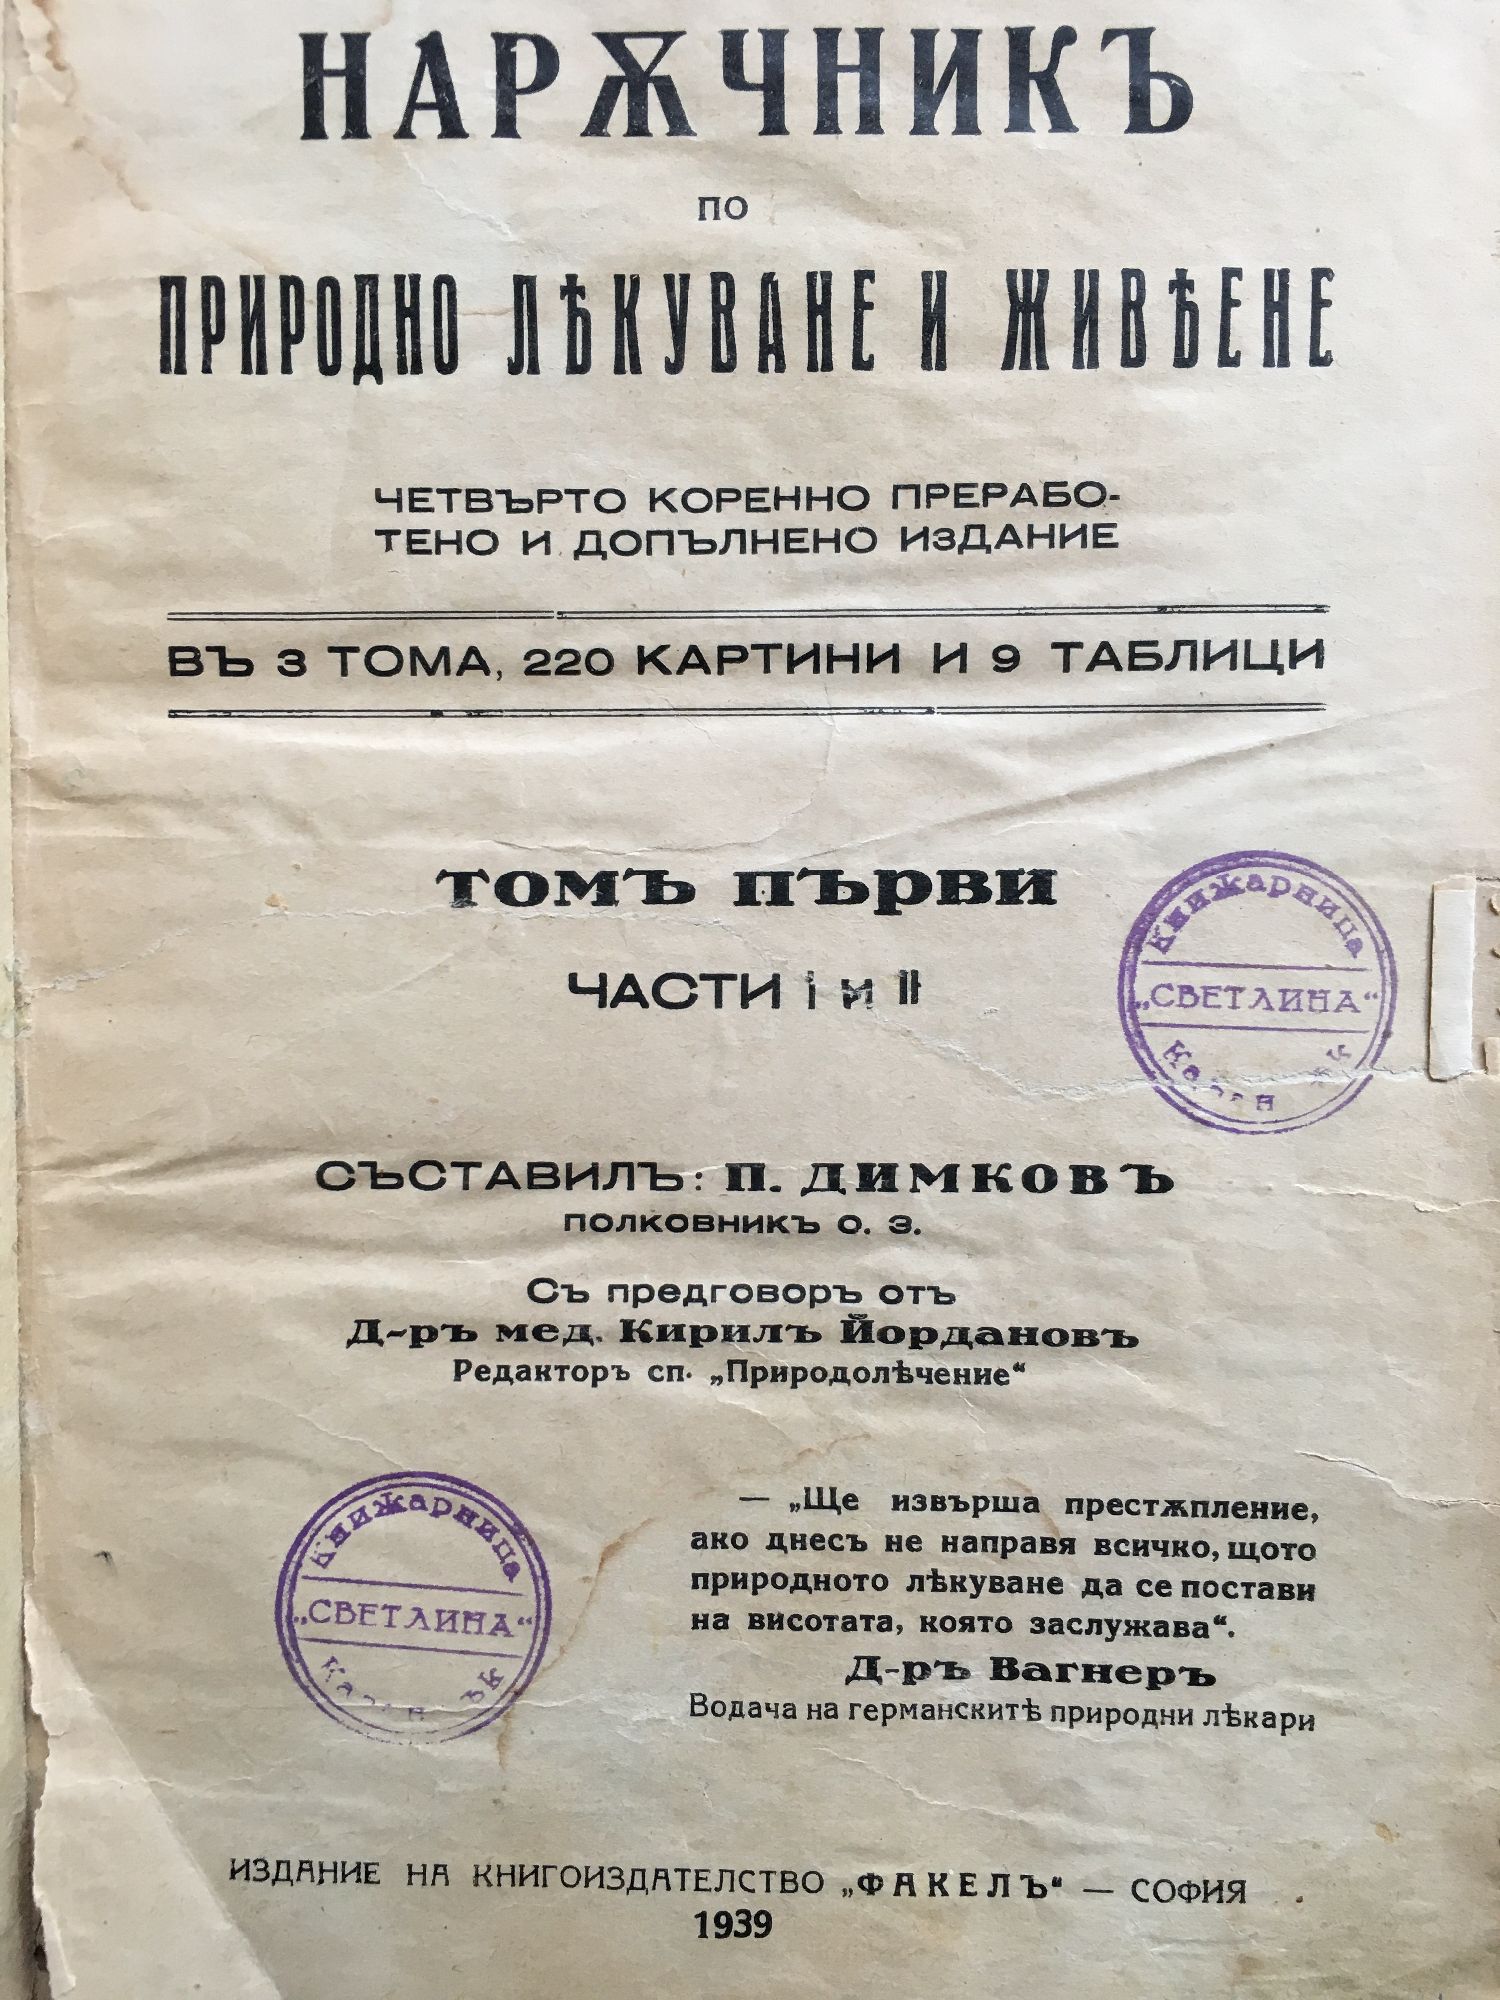 НАРѪЧНИКЪ
ПО
ПРИРОДНО ЛѢКУВАНЕ И ЖИВѢЕНЕ
ЧЕТВЪРТО КОРЕННО ПРЕРАБО-
ТЕНО И ДОПЪЛНЕНО ИЗДАНИЕ
ВЪ 3 ТОМА, 220 КАРТИНИ И 9 ТАБЛИЦИ
ТОМЪ ПЪРВИ
ЧАСТИ I и II
Книжарница
„СВЕТЛИНА“
СЪСТАВИЛЪ: П. ДИМКОВЪ
ПОЛКОВНИКЪ О. З.
Съ предговоръ отъ
Д-ръ мед. Кирилъ Йордановъ
Редакторъ сп. „Природолѣчение“
— „Ще извърша престѫпление,
ако днесъ не направя всичко, щото
природното лѣкуване да се постави
на висотата, която заслужава“.
Д-ръ Вагнеръ
Водача на германскитѣ природни лѣкари
Книжарница
„СВЕТЛИНА“
ИЗДАНИЕ НА КНИГОИЗДАТЕЛСТВО „ФАКЕЛЪ“ — СОФИЯ
1939